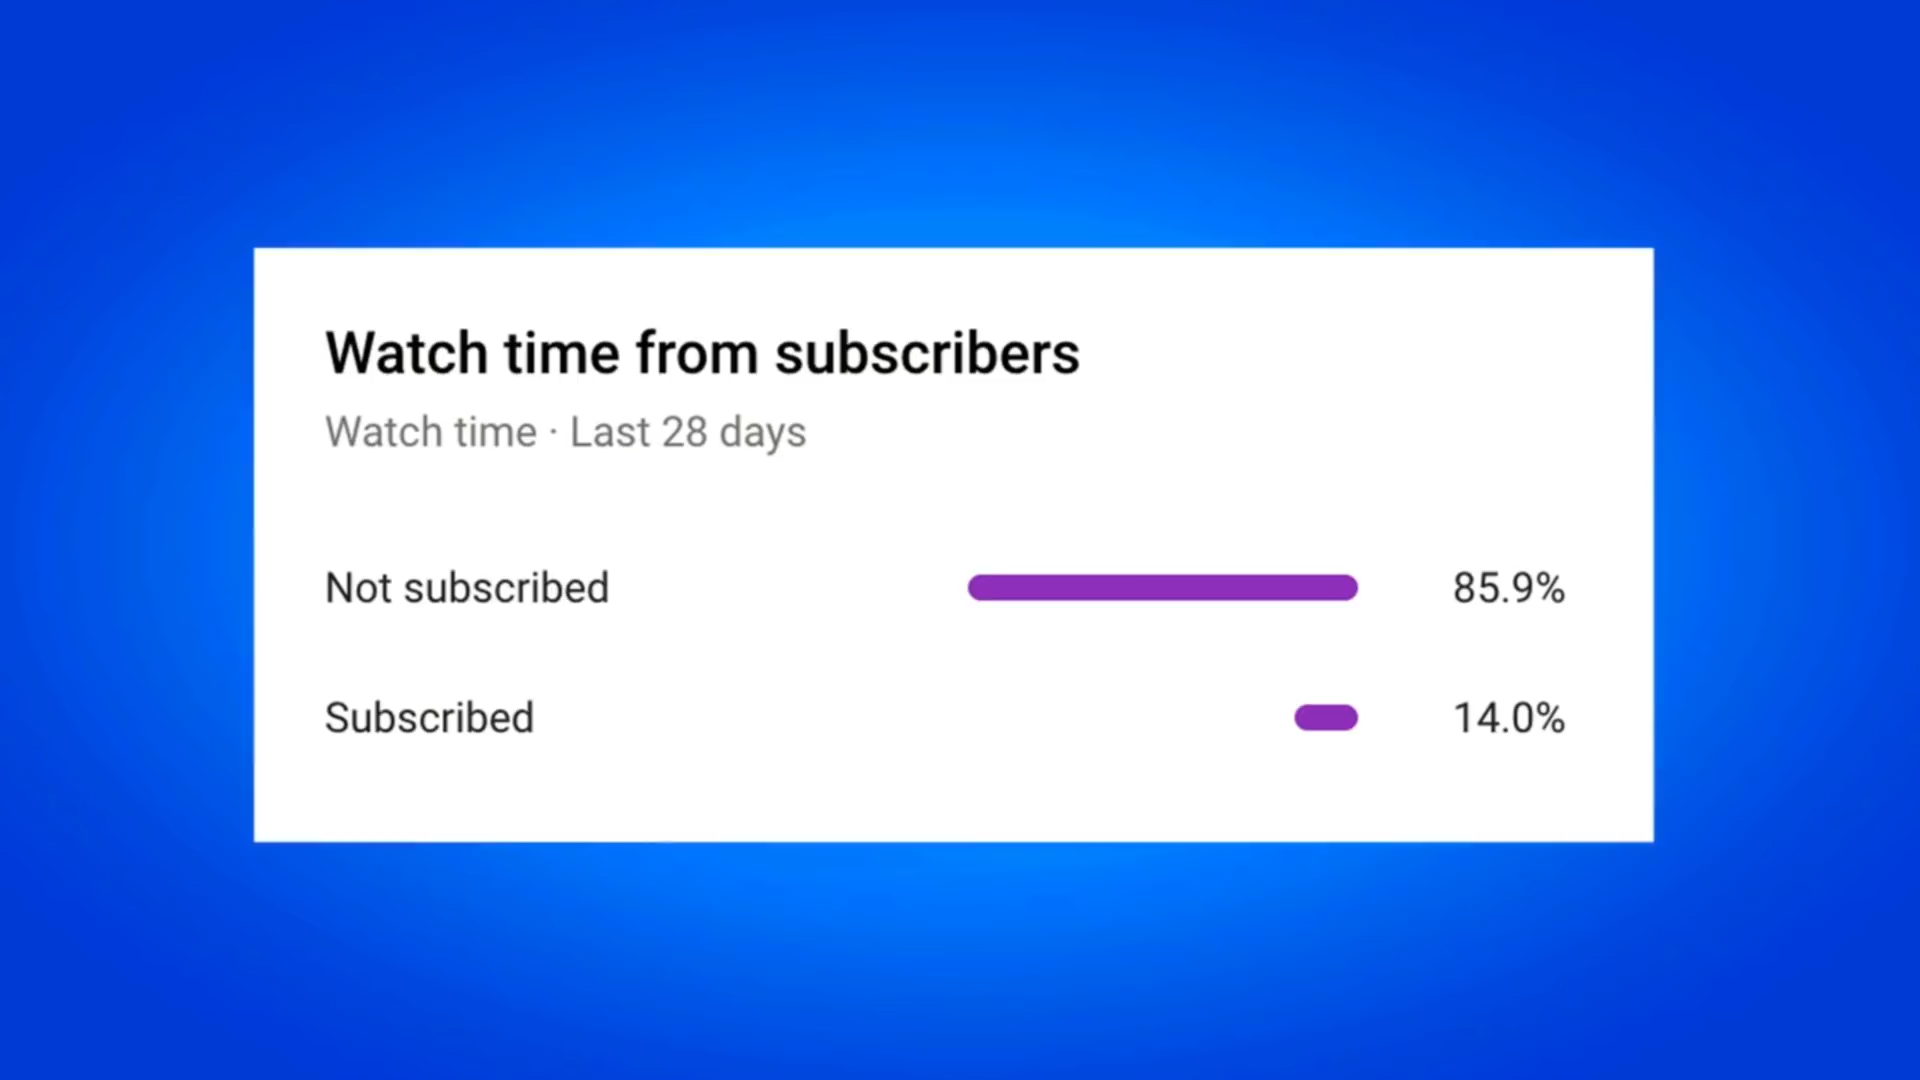 Watch time from subscribers
Watch time · Last 28 days
Not subscribed 85.9%
Subscribed 14.0%